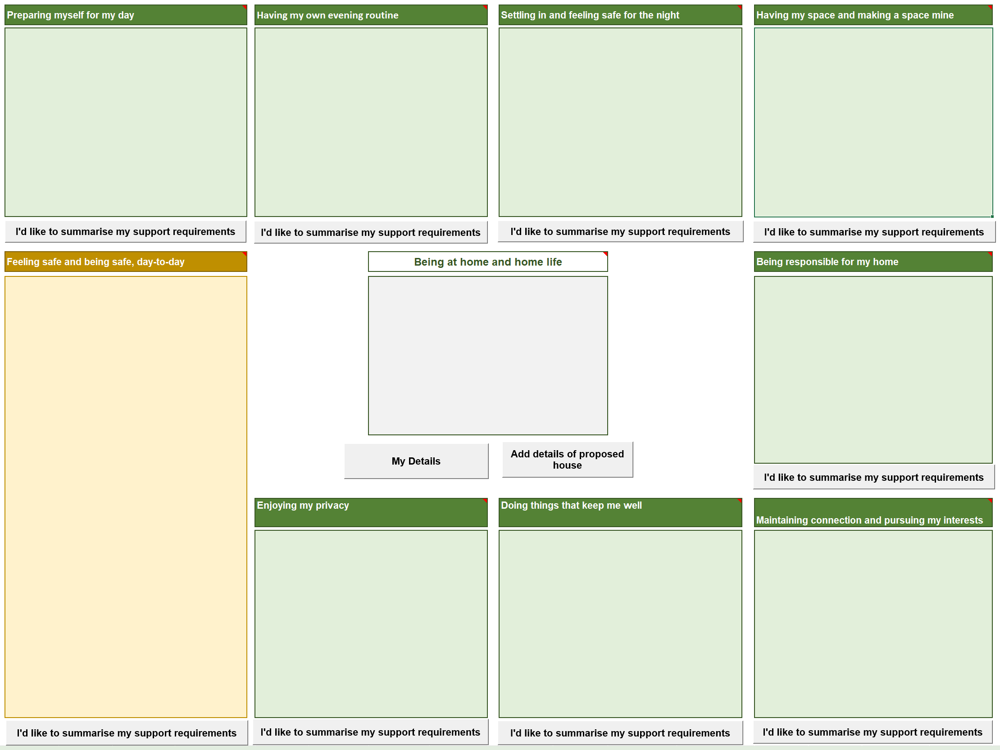 Preparing myself for my day
Having my own evening routine
Settling in and feeling safe for the night
Having my space and making a space mine
I'd like to summarise my support requirements
I'd like to summarise my support requirements
I'd like to summarise my support requirements
I'd like to summarise my support requirements
Feeling safe and being safe, day-to-day
Being at home and home life
Being responsible for my home
My Details
Add details of proposed
house
I'd like to summarise my support requirements
Enjoying my privacy
Doing things that keep me well
Maintaining connection and pursuing my interests
I'd like to summarise my support requirements
I'd like to summarise my support requirements
I'd like to summarise my support requirements
I'd like to summarise my support requirements